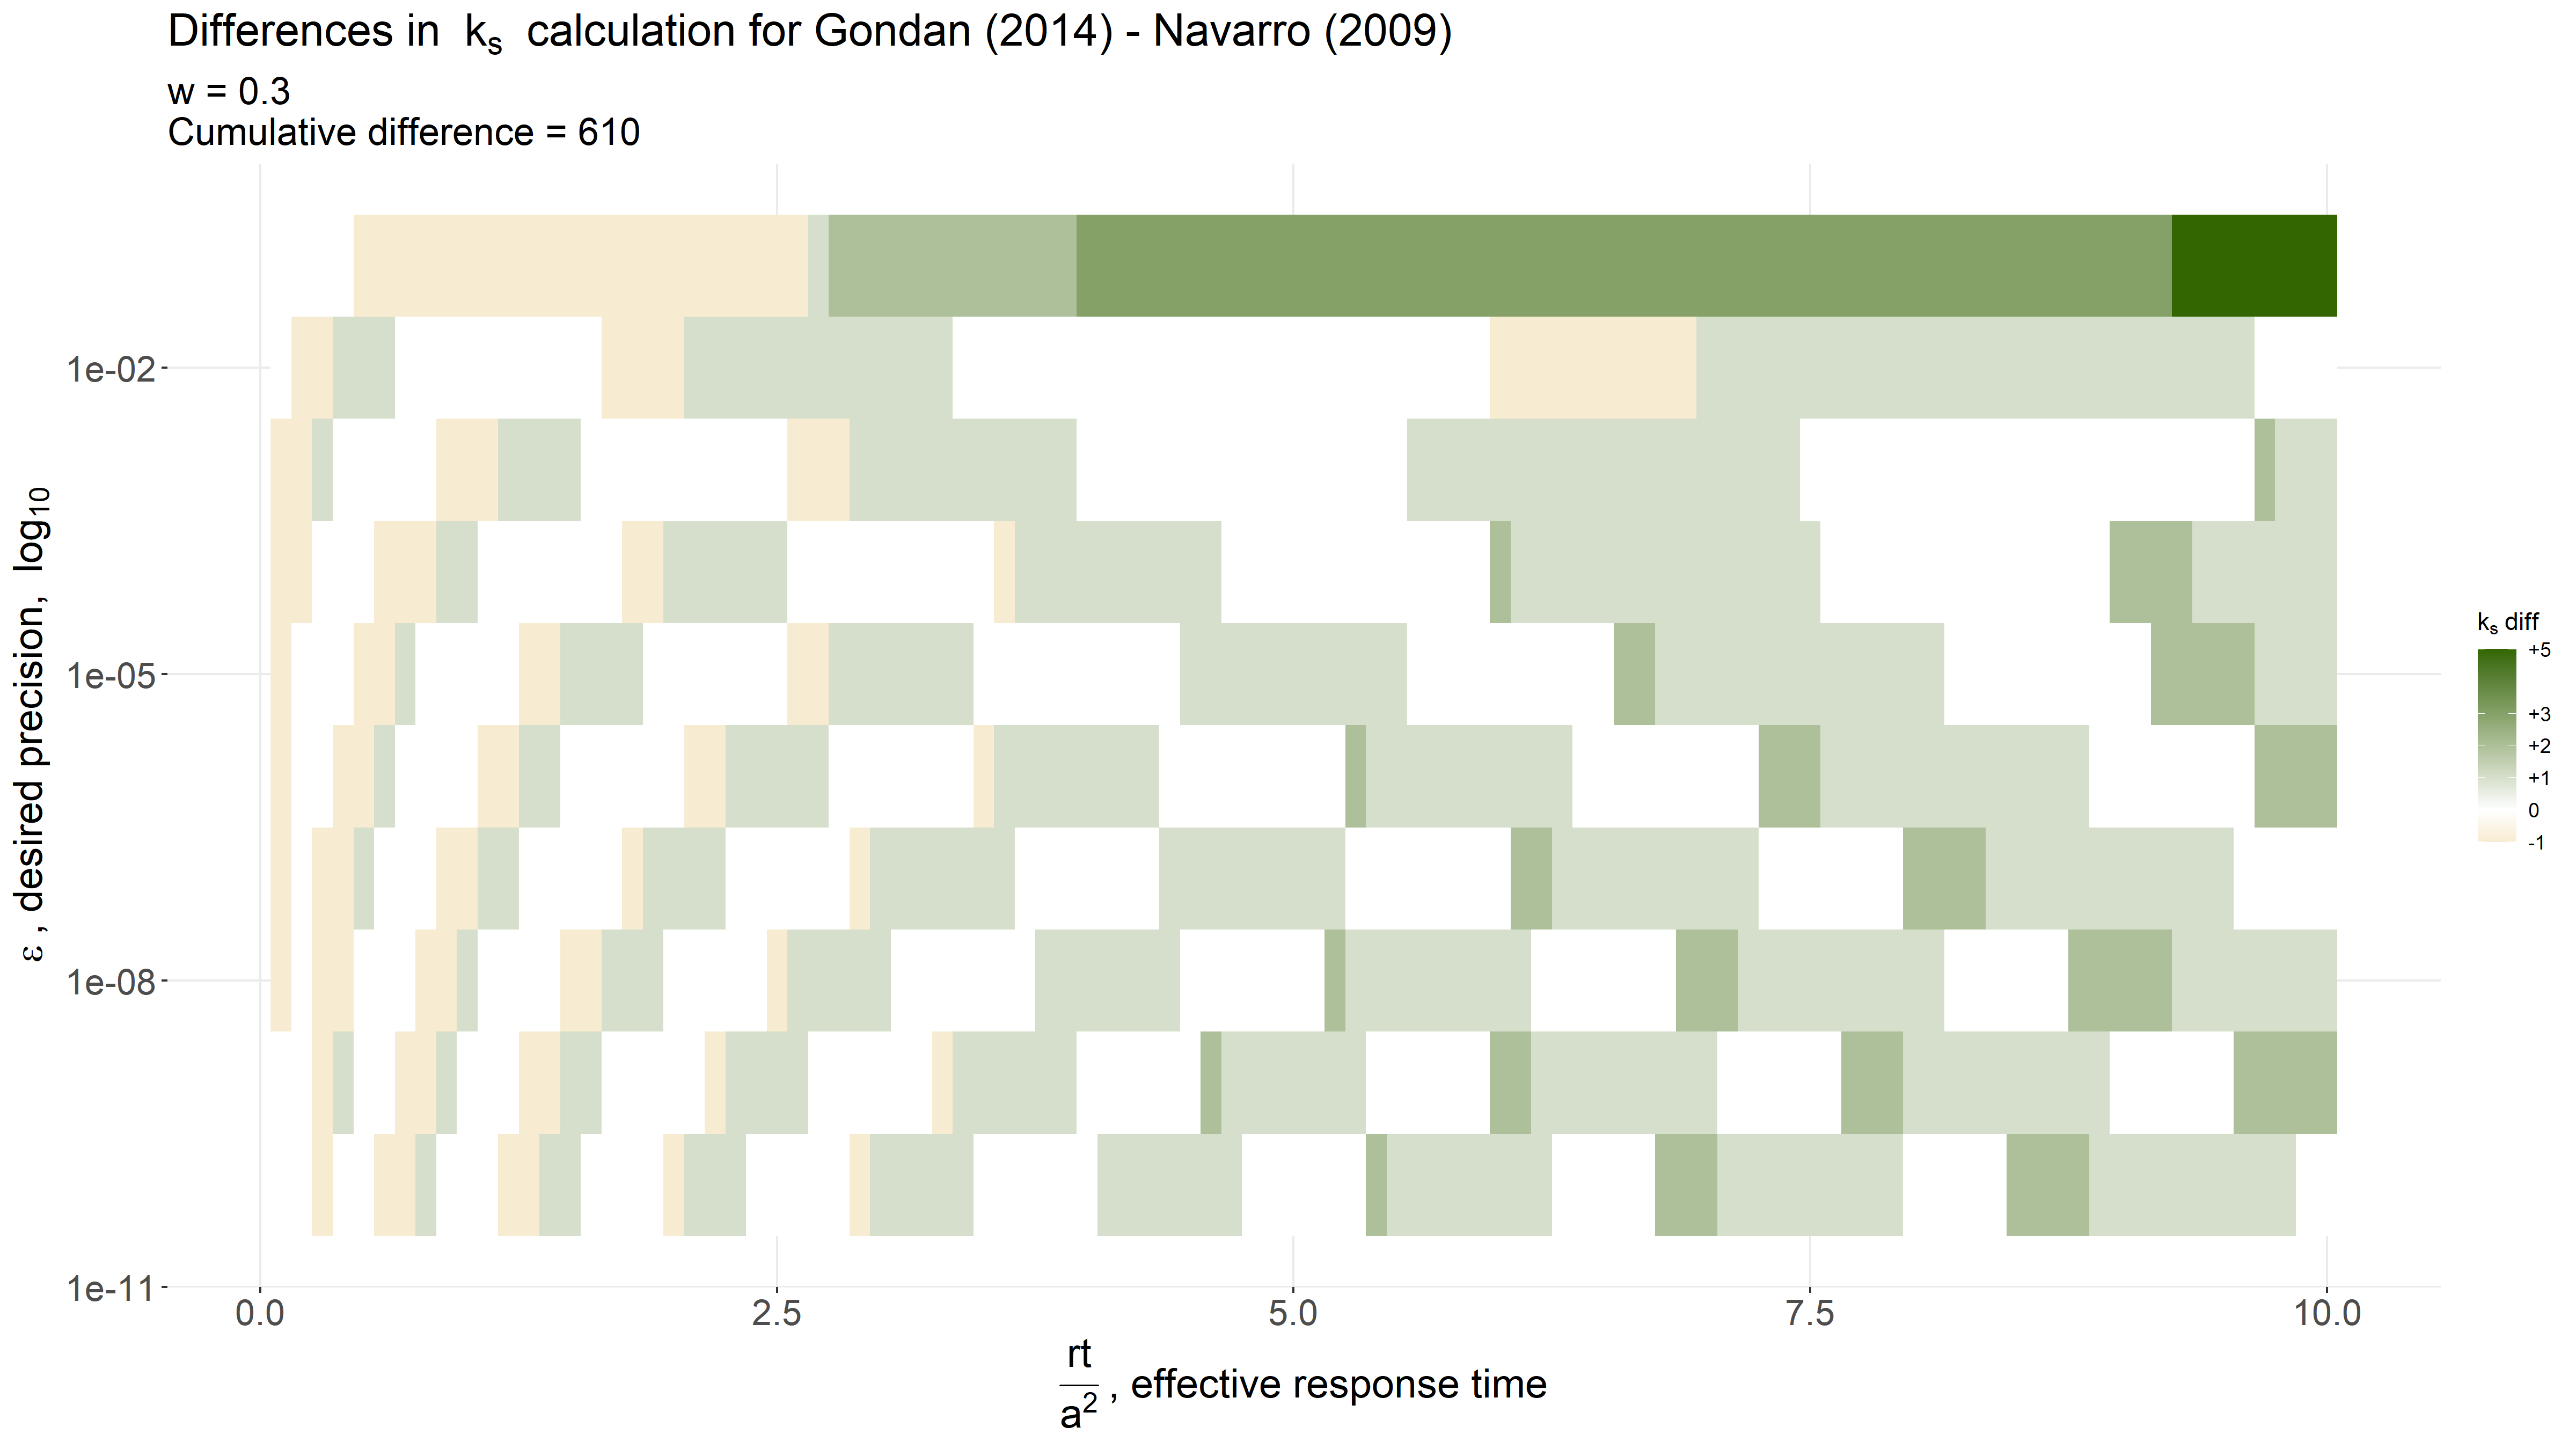 Differences in kₛ calculation for Gondan (2014) - Navarro (2009)
w = 0.3
Cumulative difference = 610
ε , desired precision, log₁₀
1e-02
1e-05
1e-08
1e-11
0.0 2.5 5.0 7.5 10.0
rt
a² , effective response time
kₛ diff
+5
+3
+2
+1
0
-1